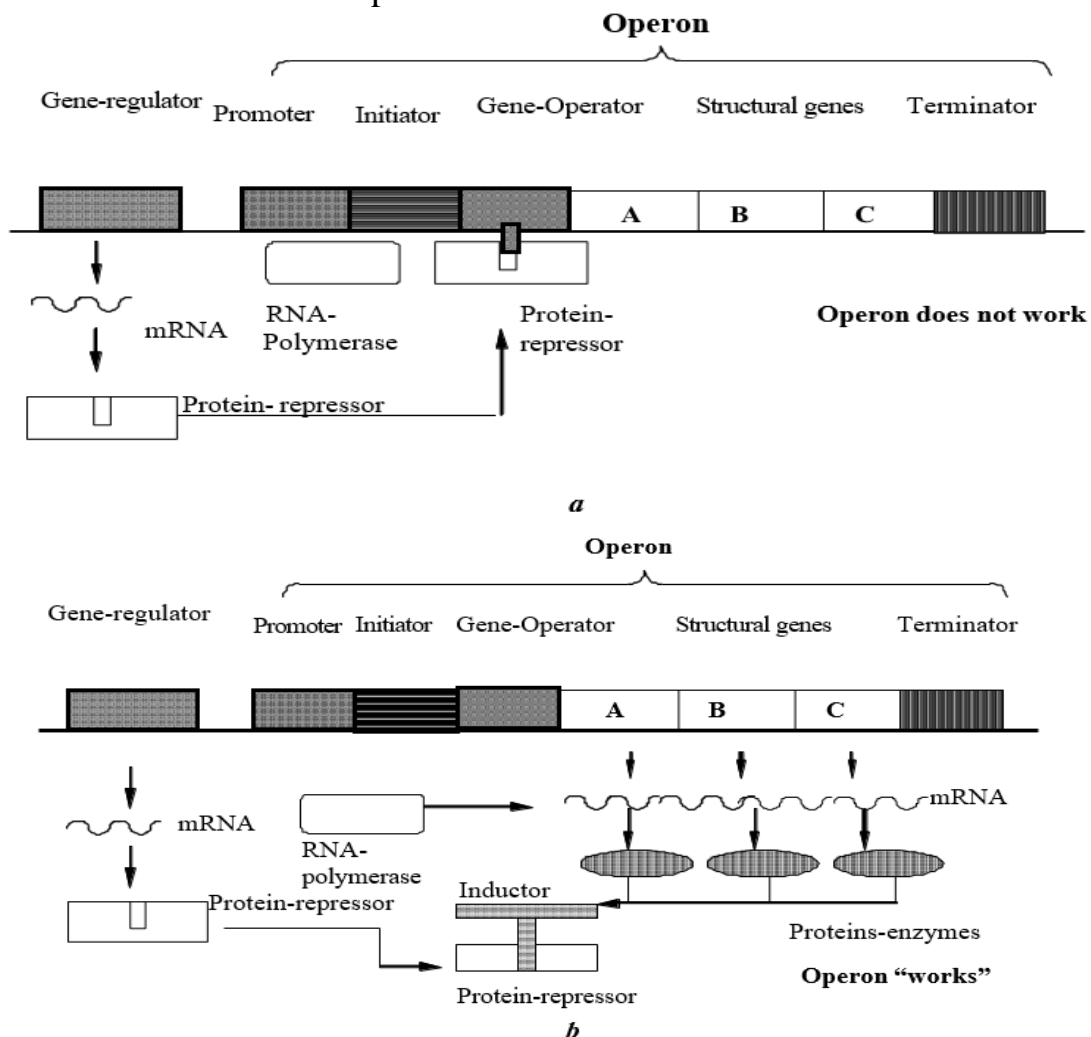 Operon
Gene-regulator
Promoter
Initiator
Gene-Operator
Structural genes
Terminator
A
B
C
mRNA
RNA-
Polymerase
Protein-
repressor
Operon does not work
Protein- repressor
a
Operon
Gene-regulator
Promoter
Initiator
Gene-Operator
Structural genes
Terminator
A
B
C
mRNA
mRNA
RNA-
polymerase
Protein-repressor
Inductor
Proteins-enzymes
Operon “works”
Protein-repressor
b